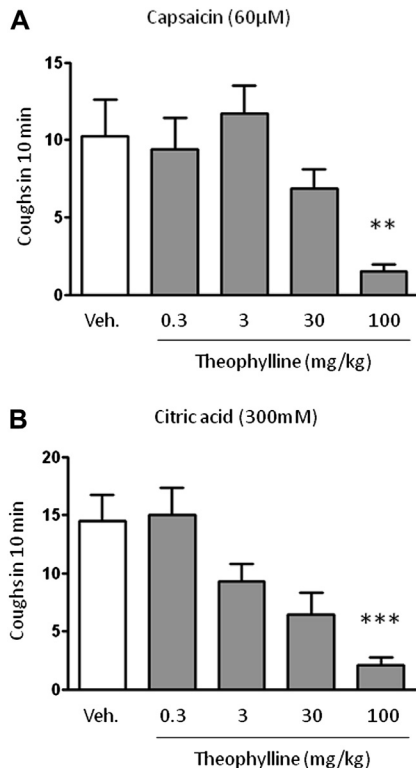 A
Capsaicin (60µM)
15
10
5
0
Coughs in 10 min
**
Veh. 0.3 3 30 100
Theophylline (mg/kg)
B
Citric acid (300mM)
20
15
10
5
0
Coughs in 10 min
***
Veh. 0.3 3 30 100
Theophylline (mg/kg)